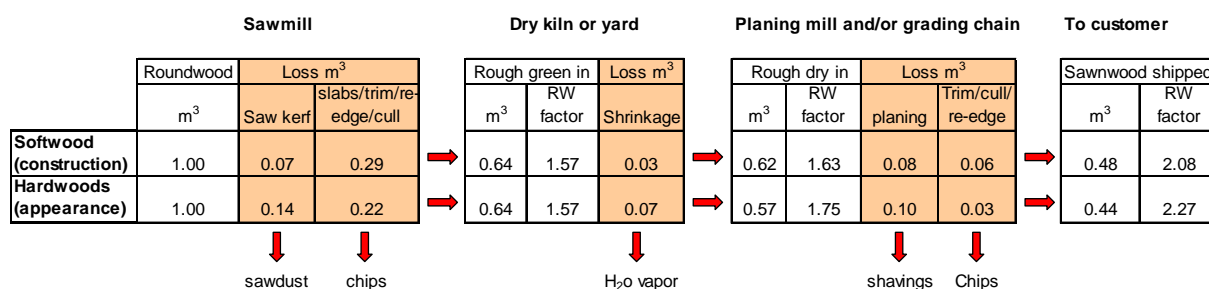 Sawmill Dry kiln or yard Planing mill and/or grading chain To customer
Roundwood Loss m³ Rough green in Loss m³ Rough dry in Loss m³ Sawnwood shipped
m³ Saw kerf slabs/trim/re-edge/cull m³ RW factor Shrinkage m³ RW factor planing Trim/cull/re-edge m³ RW factor
Softwood
(construction) 1.00 0.07 0.29 0.64 1.57 0.03 0.62 1.63 0.08 0.06 0.48 2.08
Hardwoods
(appearance) 1.00 0.14 0.22 0.64 1.57 0.07 0.57 1.75 0.10 0.03 0.44 2.27
sawdust chips H₂o vapor shavings Chips